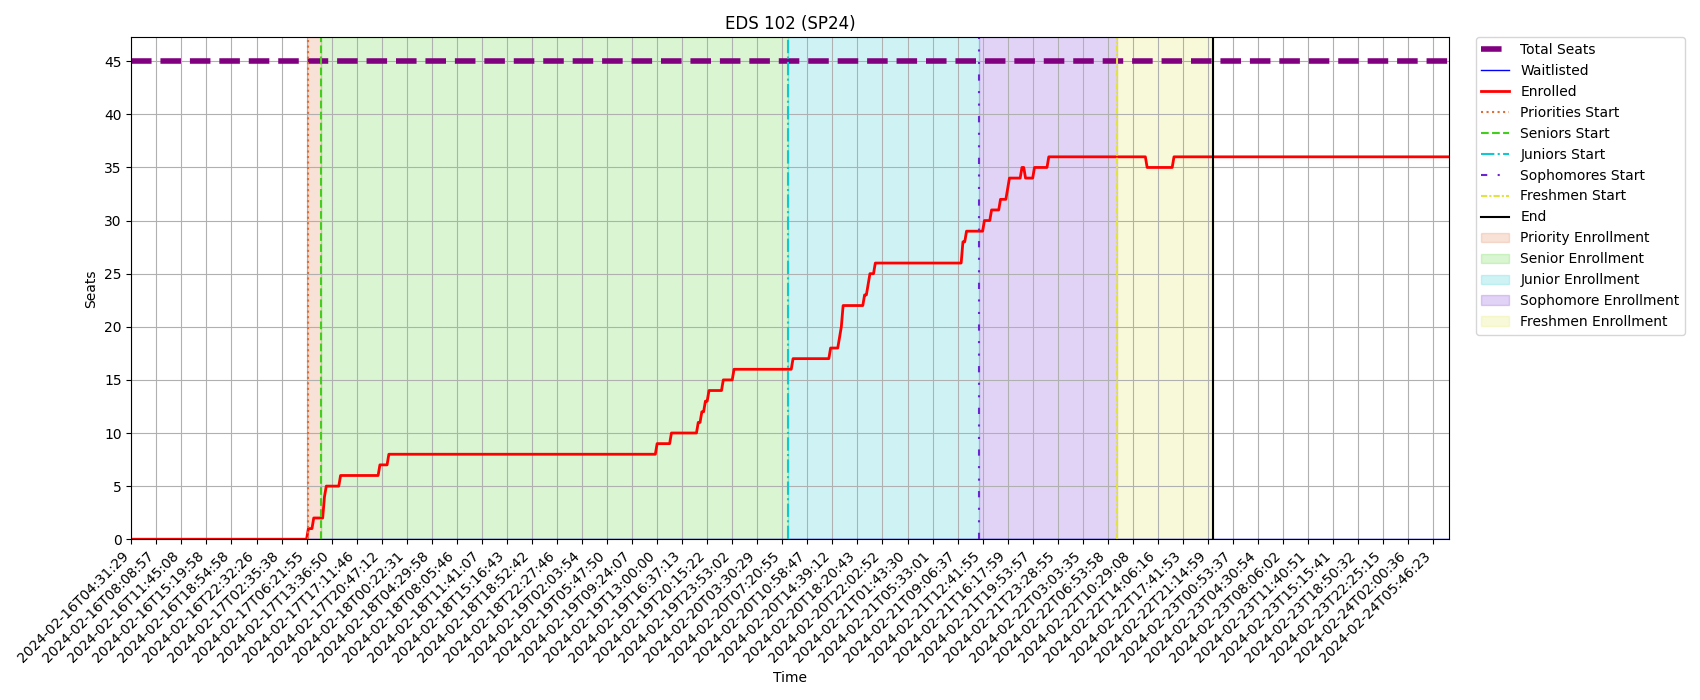 EDS 102 (SP24)
Seats
45
40
35
30
25
20
15
10
5
0
2024-02-16T04:31:29
2024-02-16T08:08:57
2024-02-16T11:45:08
2024-02-16T15:19:58
2024-02-16T18:54:58
2024-02-16T22:32:26
2024-02-17T02:35:38
2024-02-17T06:21:55
2024-02-17T13:36:50
2024-02-17T17:11:46
2024-02-17T20:47:12
2024-02-18T00:22:31
2024-02-18T04:29:58
2024-02-18T08:05:46
2024-02-18T11:41:07
2024-02-18T15:16:43
2024-02-18T18:52:42
2024-02-18T22:27:46
2024-02-19T02:03:54
2024-02-19T05:47:50
2024-02-19T09:24:07
2024-02-19T13:00:00
2024-02-19T16:37:13
2024-02-19T20:15:22
2024-02-19T23:53:02
2024-02-20T03:30:29
2024-02-20T07:20:55
2024-02-20T10:58:47
2024-02-20T14:39:12
2024-02-20T18:20:43
2024-02-20T22:02:52
2024-02-21T01:43:30
2024-02-21T05:33:01
2024-02-21T09:06:37
2024-02-21T12:41:55
2024-02-21T16:17:59
2024-02-21T19:53:57
2024-02-21T23:28:55
2024-02-22T03:03:35
2024-02-22T06:53:58
2024-02-22T10:29:08
2024-02-22T14:06:16
2024-02-22T17:41:53
2024-02-22T21:14:59
2024-02-23T00:53:37
2024-02-23T04:30:54
2024-02-23T08:06:02
2024-02-23T11:40:51
2024-02-23T15:15:41
2024-02-23T18:50:32
2024-02-23T22:25:15
2024-02-24T02:00:36
2024-02-24T05:46:23
Time
Total Seats
Waitlisted
Enrolled
Priorities Start
Seniors Start
Juniors Start
Sophomores Start
Freshmen Start
End
Priority Enrollment
Senior Enrollment
Junior Enrollment
Sophomore Enrollment
Freshmen Enrollment